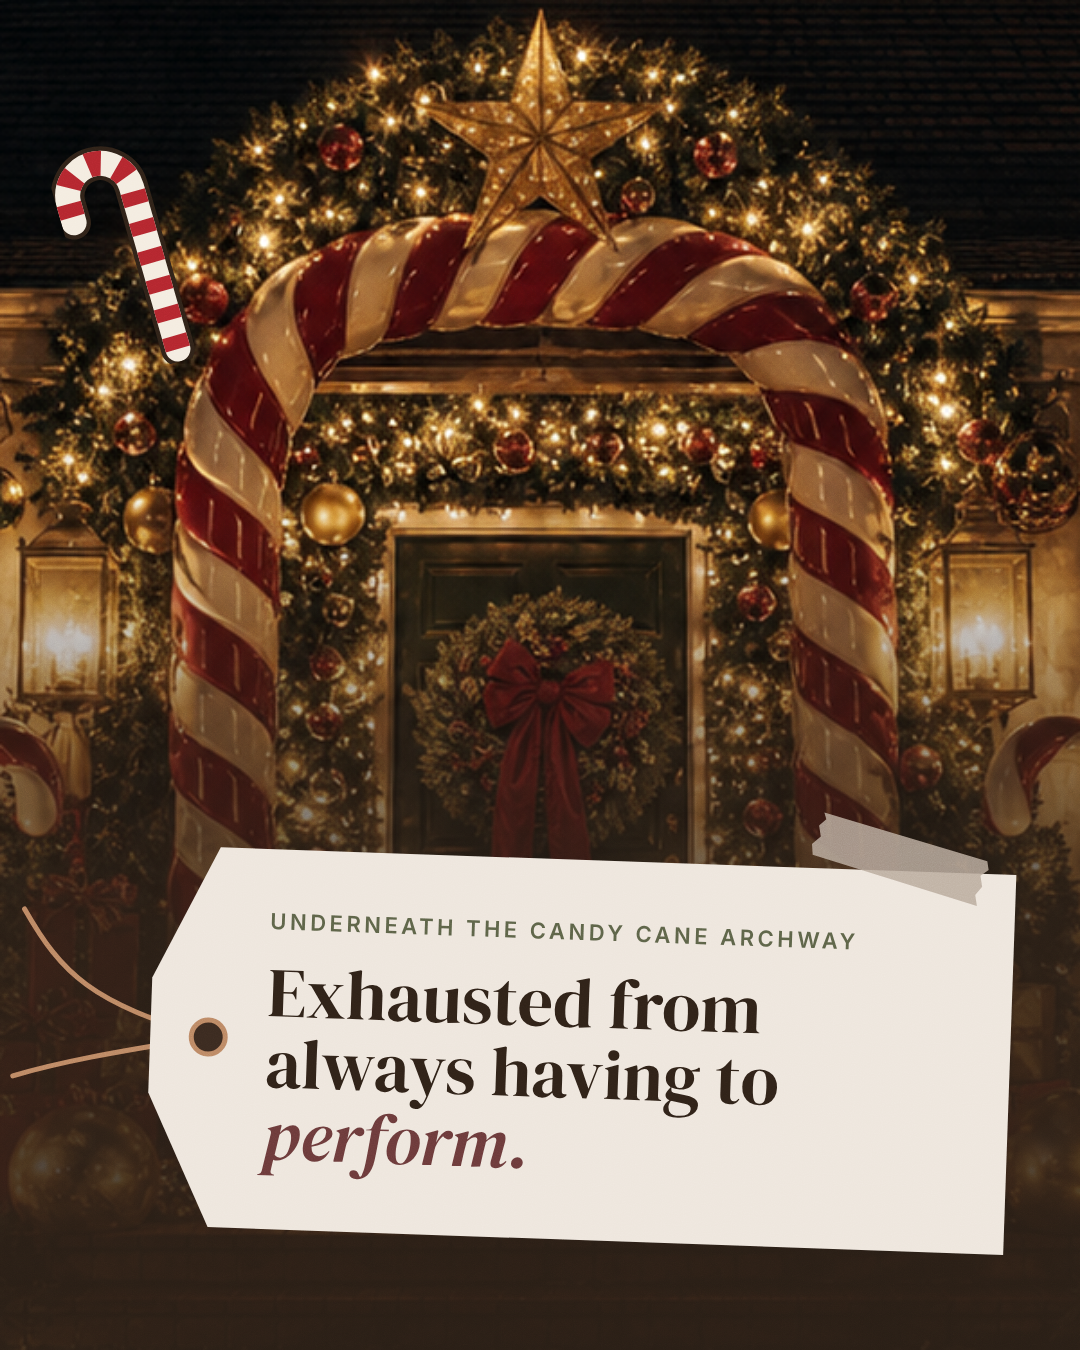 UNDERNEATH THE CANDY CANE ARCHWAY
Exhausted from
always having to
perform.